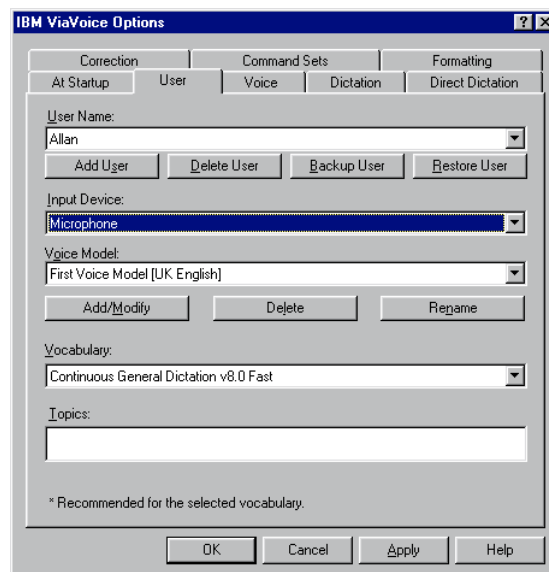 IBM ViaVoice Options
Correction Command Sets Formatting
At Startup User Voice Dictation Direct Dictation
User Name:
Allan
Add User Delete User Backup User Restore User
Input Device:
Microphone
Voice Model:
First Voice Model [UK English]
Add/Modify Delete Rename
Vocabulary:
Continuous General Dictation v8.0 Fast
Topics:
* Recommended for the selected vocabulary.
OK Cancel Apply Help